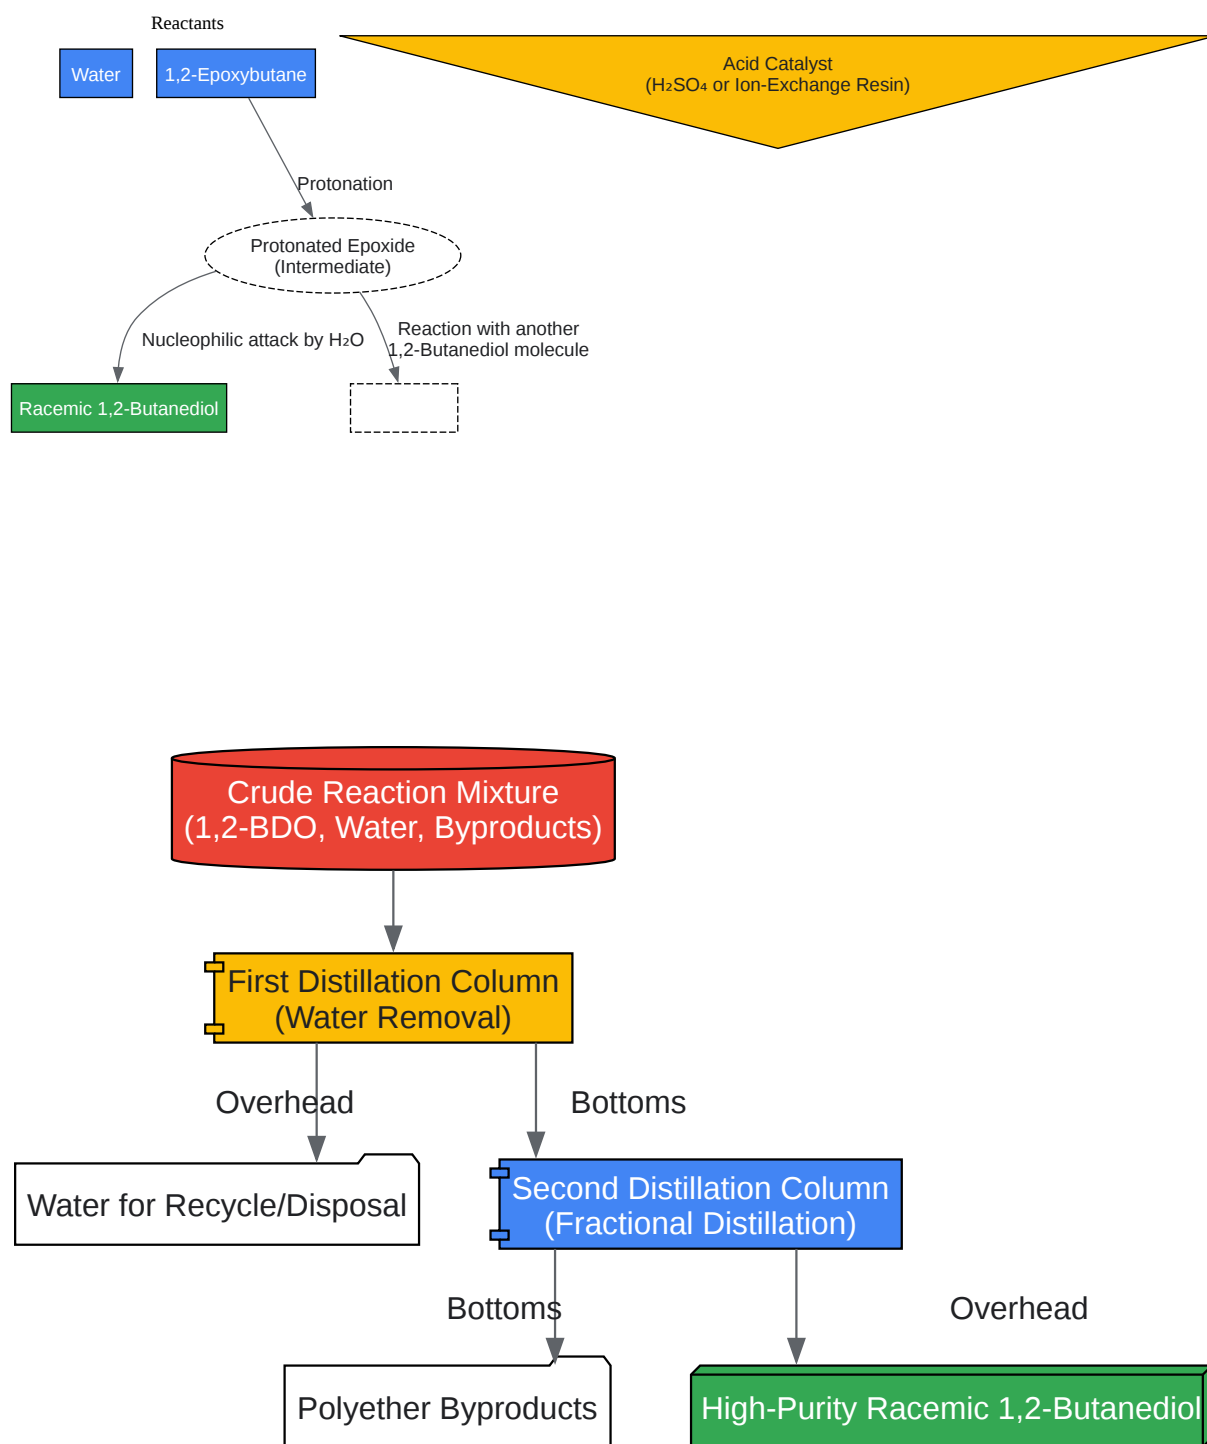 Reactants
Water
1,2-Epoxybutane
Acid Catalyst
(H₂SO₄ or Ion-Exchange Resin)
Protonation
Protonated Epoxide
(Intermediate)
Nucleophilic attack by H₂O
Reaction with another
1,2-Butanediol molecule
Racemic 1,2-Butanediol
Crude Reaction Mixture
(1,2-BDO, Water, Byproducts)
First Distillation Column
(Water Removal)
Overhead
Bottoms
Water for Recycle/Disposal
Second Distillation Column
(Fractional Distillation)
Bottoms
Overhead
Polyether Byproducts
High-Purity Racemic 1,2-Butanediol